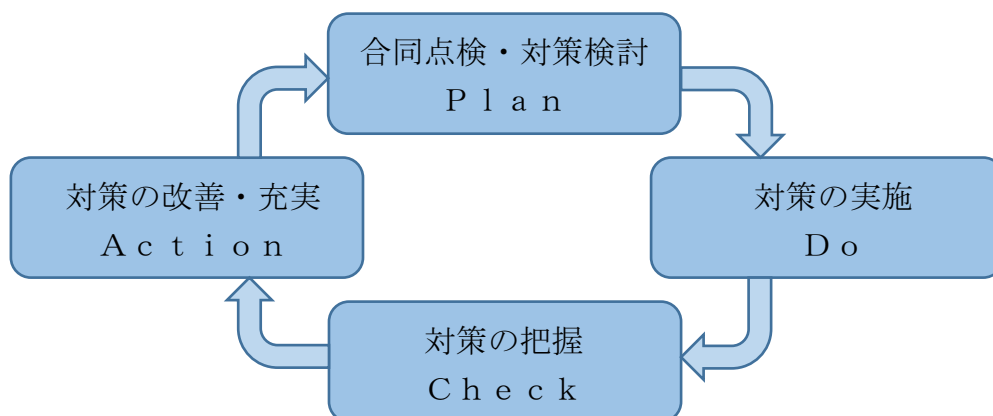 合同点検・対策検討
Ｐｌａｎ
対策の改善・充実
Ａｃｔｉｏｎ
対策の実施
Ｄｏ
対策の把握
Ｃｈｅｃｋ